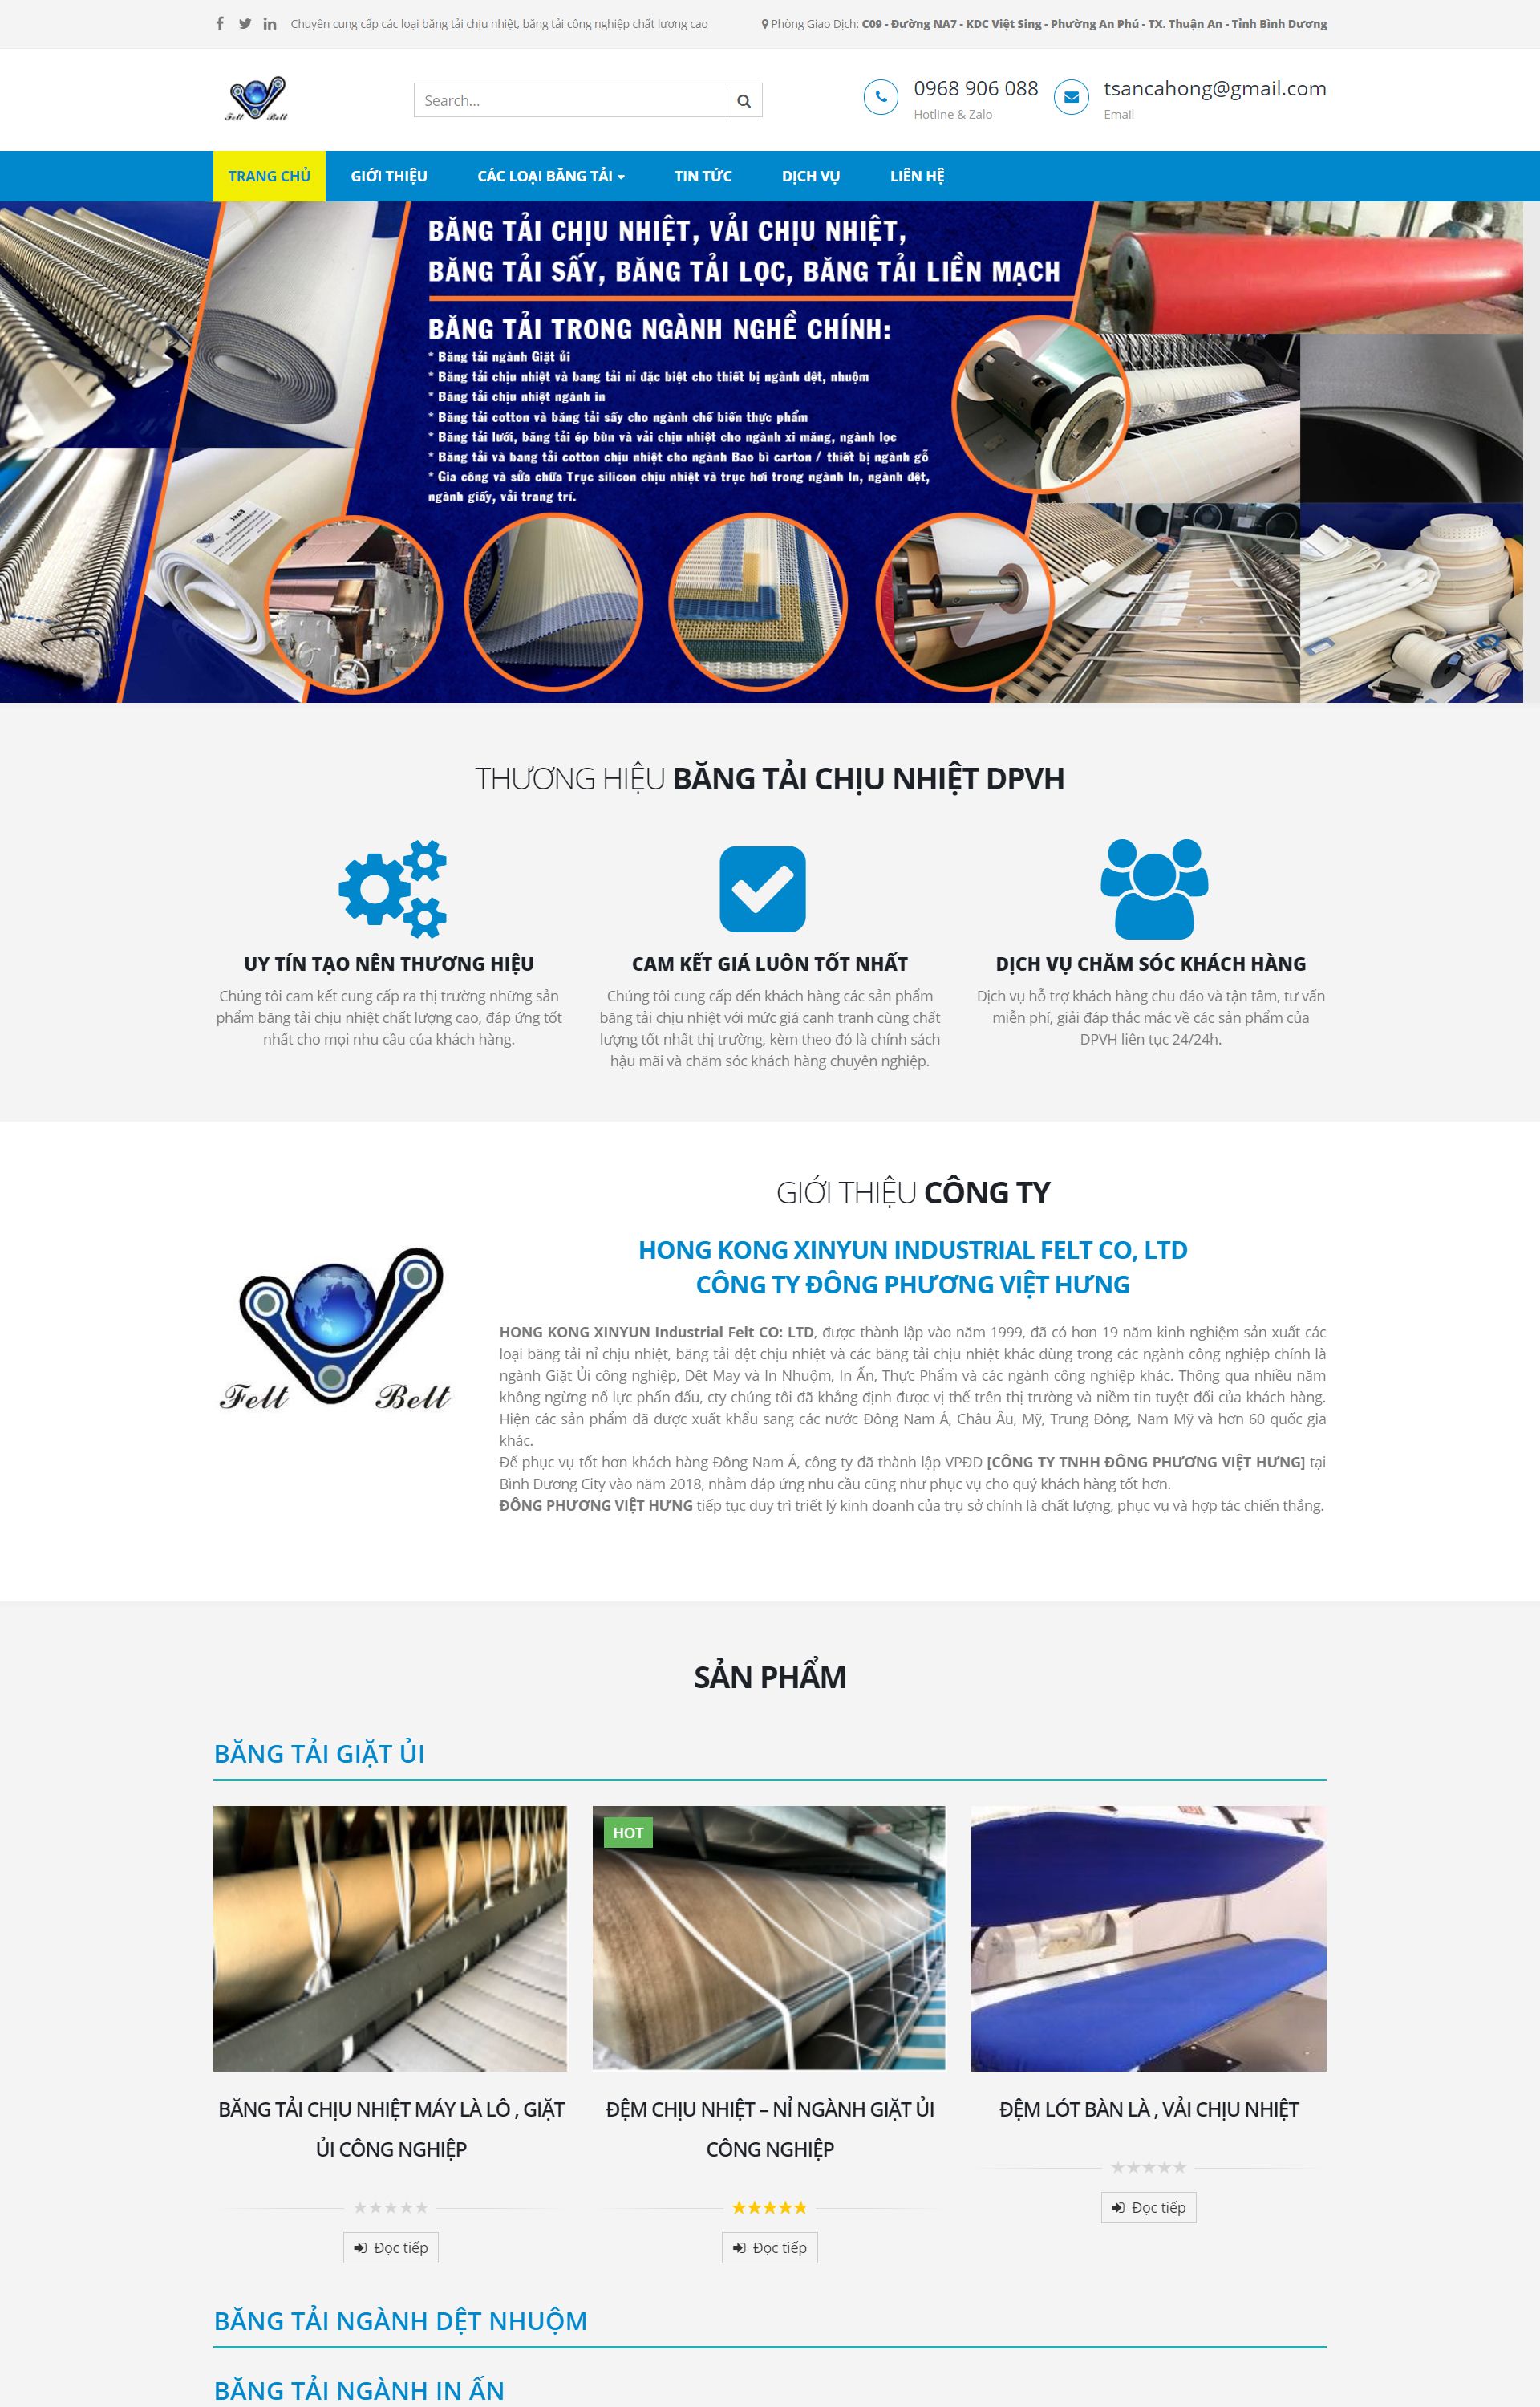 Chuyên cung cấp các loại băng tải chịu nhiệt, băng tải công nghiệp chất lượng cao
Phòng Giao Dịch: C09 - Đường NA7 - KDC Việt Sing - Phường An Phú - TX. Thuận An - Tỉnh Bình Dương
Felt Belt
Search...
0968 906 088
Hotline & Zalo
tsancahong@gmail.com
Email
TRANG CHỦ
GIỚI THIỆU
CÁC LOẠI BĂNG TẢI
TIN TỨC
DỊCH VỤ
LIÊN HỆ
BĂNG TẢI CHỊU NHIỆT, VẢI CHỊU NHIỆT,
BĂNG TẢI SẤY, BĂNG TẢI LỌC, BĂNG TẢI LIỀN MẠCH
BĂNG TẢI TRONG NGÀNH NGHỀ CHÍNH:
* Băng tải ngành Giặt ủi
* Băng tải chịu nhiệt và bang tải nỉ đặc biệt cho thiết bị ngành dệt, nhuộm
* Băng tải chịu nhiệt ngành in
* Băng tải cotton và băng tải sấy cho ngành chế biến thực phẩm
* Băng tải lưới, băng tải ép bùn và vải chịu nhiệt cho ngành xi măng, ngành lọc
* Băng tải và bang tải cotton chịu nhiệt cho ngành Bao bì carton / thiết bị ngành gỗ
* Gia công và sửa chữa Trục silicon chịu nhiệt và trục hơi trong ngành In, ngành dệt,
ngành giấy, vải trang trí.
THƯƠNG HIỆU BĂNG TẢI CHỊU NHIỆT DPVH
UY TÍN TẠO NÊN THƯƠNG HIỆU
Chúng tôi cam kết cung cấp ra thị trường những sản
phẩm băng tải chịu nhiệt chất lượng cao, đáp ứng tốt
nhất cho mọi nhu cầu của khách hàng.
CAM KẾT GIÁ LUÔN TỐT NHẤT
Chúng tôi cung cấp đến khách hàng các sản phẩm
băng tải chịu nhiệt với mức giá cạnh tranh cùng chất
lượng tốt nhất thị trường, kèm theo đó là chính sách
hậu mãi và chăm sóc khách hàng chuyên nghiệp.
DỊCH VỤ CHĂM SÓC KHÁCH HÀNG
Dịch vụ hỗ trợ khách hàng chu đáo và tận tâm, tư vấn
miễn phí, giải đáp thắc mắc về các sản phẩm của
DPVH liên tục 24/24h.
Felt Belt
GIỚI THIỆU CÔNG TY
HONG KONG XINYUN INDUSTRIAL FELT CO, LTD
CÔNG TY ĐÔNG PHƯƠNG VIỆT HƯNG
HONG KONG XINYUN Industrial Felt CO: LTD, được thành lập vào năm 1999, đã có hơn 19 năm kinh nghiệm sản xuất các
loại băng tải nỉ chịu nhiệt, băng tải dệt chịu nhiệt và các băng tải chịu nhiệt khác dùng trong các ngành công nghiệp chính là
ngành Giặt Ủi công nghiệp, Dệt May và In Nhuộm, In Ấn, Thực Phẩm và các ngành công nghiệp khác. Thông qua nhiều năm
không ngừng nổ lực phấn đấu, cty chúng tôi đã khẳng định được vị thế trên thị trường và niềm tin tuyệt đối của khách hàng.
Hiện các sản phẩm đã được xuất khẩu sang các nước Đông Nam Á, Châu Âu, Mỹ, Trung Đông, Nam Mỹ và hơn 60 quốc gia
khác.
Để phục vụ tốt hơn khách hàng Đông Nam Á, công ty đã thành lập VPĐD [CÔNG TY TNHH ĐÔNG PHƯƠNG VIỆT HƯNG] tại
Bình Dương City vào năm 2018, nhằm đáp ứng nhu cầu cũng như phục vụ cho quý khách hàng tốt hơn.
ĐÔNG PHƯƠNG VIỆT HƯNG tiếp tục duy trì triết lý kinh doanh của trụ sở chính là chất lượng, phục vụ và hợp tác chiến thắng.
SẢN PHẨM
BĂNG TẢI GIẶT ỦI
HOT
BĂNG TẢI CHỊU NHIỆT MÁY LÀ LÔ , GIẶT
ỦI CÔNG NGHIỆP
Đọc tiếp
ĐỆM CHỊU NHIỆT – NỈ NGÀNH GIẶT ỦI
CÔNG NGHIỆP
Đọc tiếp
ĐỆM LÓT BÀN LÀ , VẢI CHỊU NHIỆT
Đọc tiếp
BĂNG TẢI NGÀNH DỆT NHUỘM
BĂNG TẢI NGÀNH IN ẤN